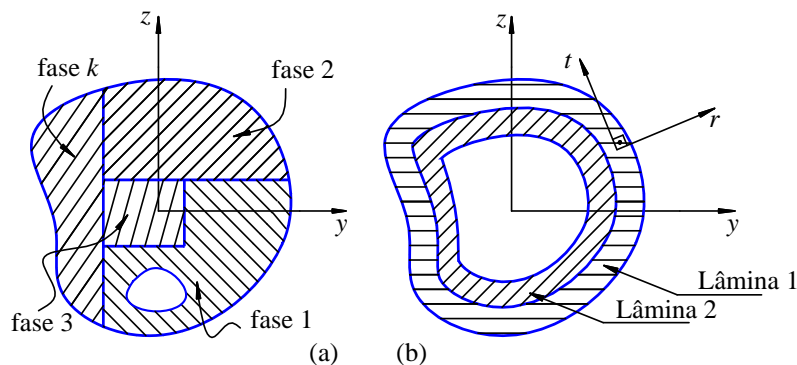 z
fase k
fase 2
y
fase 3
fase 1
(a)
z
t
r
y
Lâmina 1
Lâmina 2
(b)